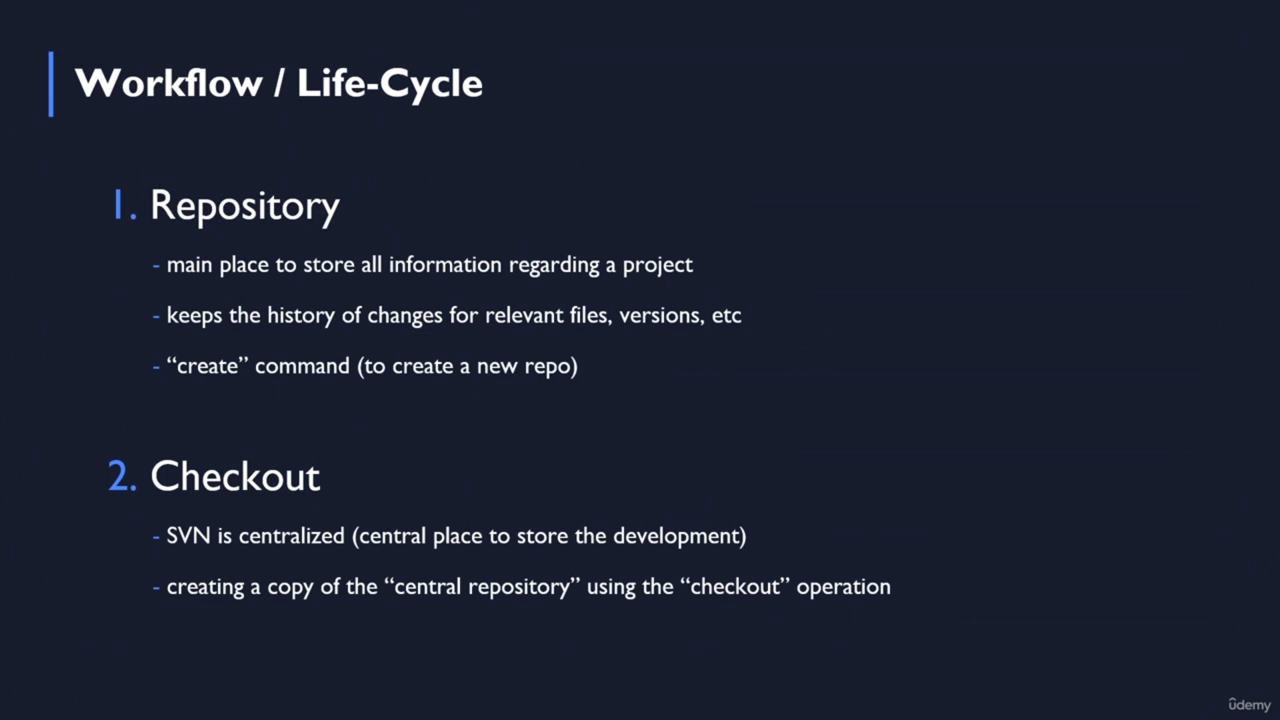 Workflow / Life-Cycle
1. Repository
- main place to store all information regarding a project
- keeps the history of changes for relevant files, versions, etc
- “create” command (to create a new repo)
2. Checkout
- SVN is centralized (central place to store the development)
- creating a copy of the “central repository” using the “checkout” operation
ûdemy